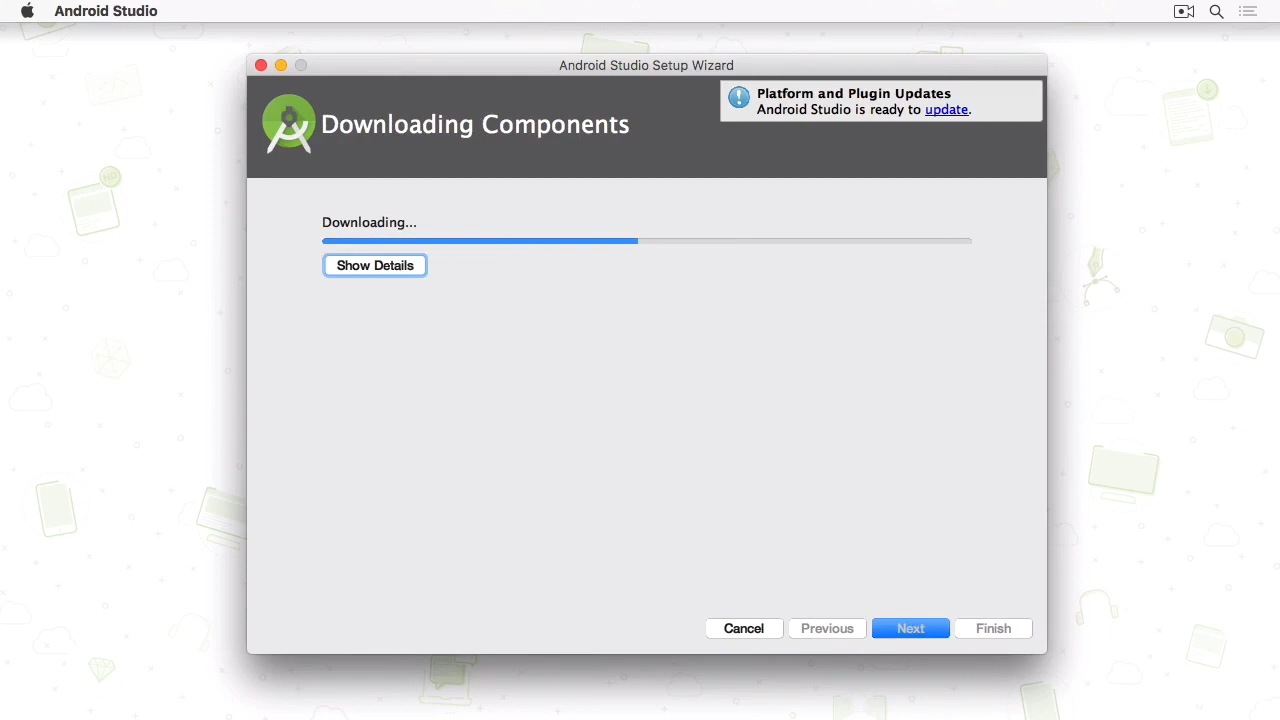 Android Studio
Android Studio Setup Wizard
Platform and Plugin Updates
Android Studio is ready to update.
Downloading Components
Downloading...
Show Details
Cancel
Previous
Next
Finish